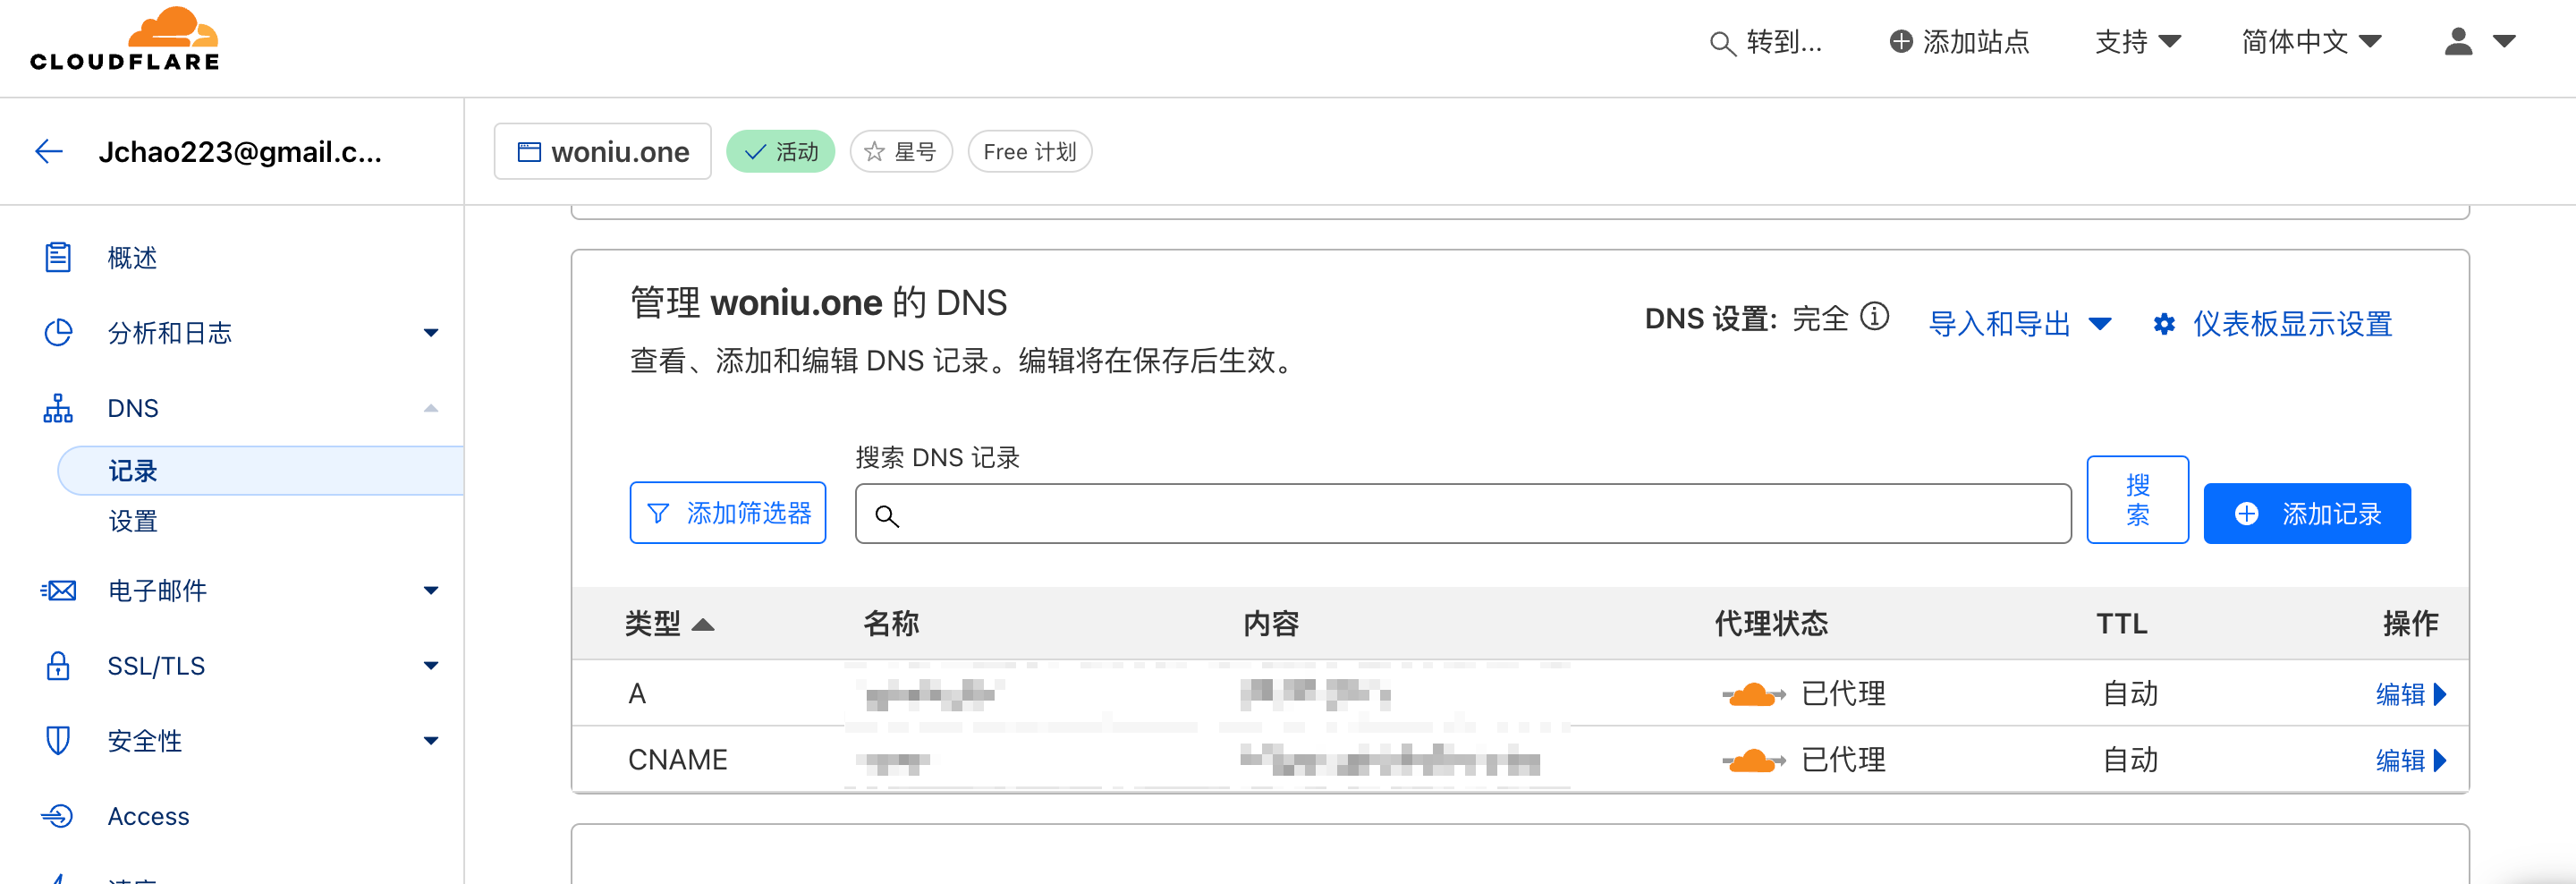 CLOUDFLARE
转到...
添加站点
支持
简体中文
Jchao223@gmail.c...
woniu.one
活动
星号
Free 计划
概述
分析和日志
DNS
记录
设置
电子邮件
SSL/TLS
安全性
Access
管理 woniu.one 的 DNS
查看、添加和编辑 DNS 记录。编辑将在保存后生效。
DNS 设置: 完全
导入和导出
仪表板显示设置
添加筛选器
搜索 DNS 记录
搜
索
添加记录
类型 名称 内容 代理状态 TTL 操作
A 已代理 自动 编辑
CNAME 已代理 自动 编辑